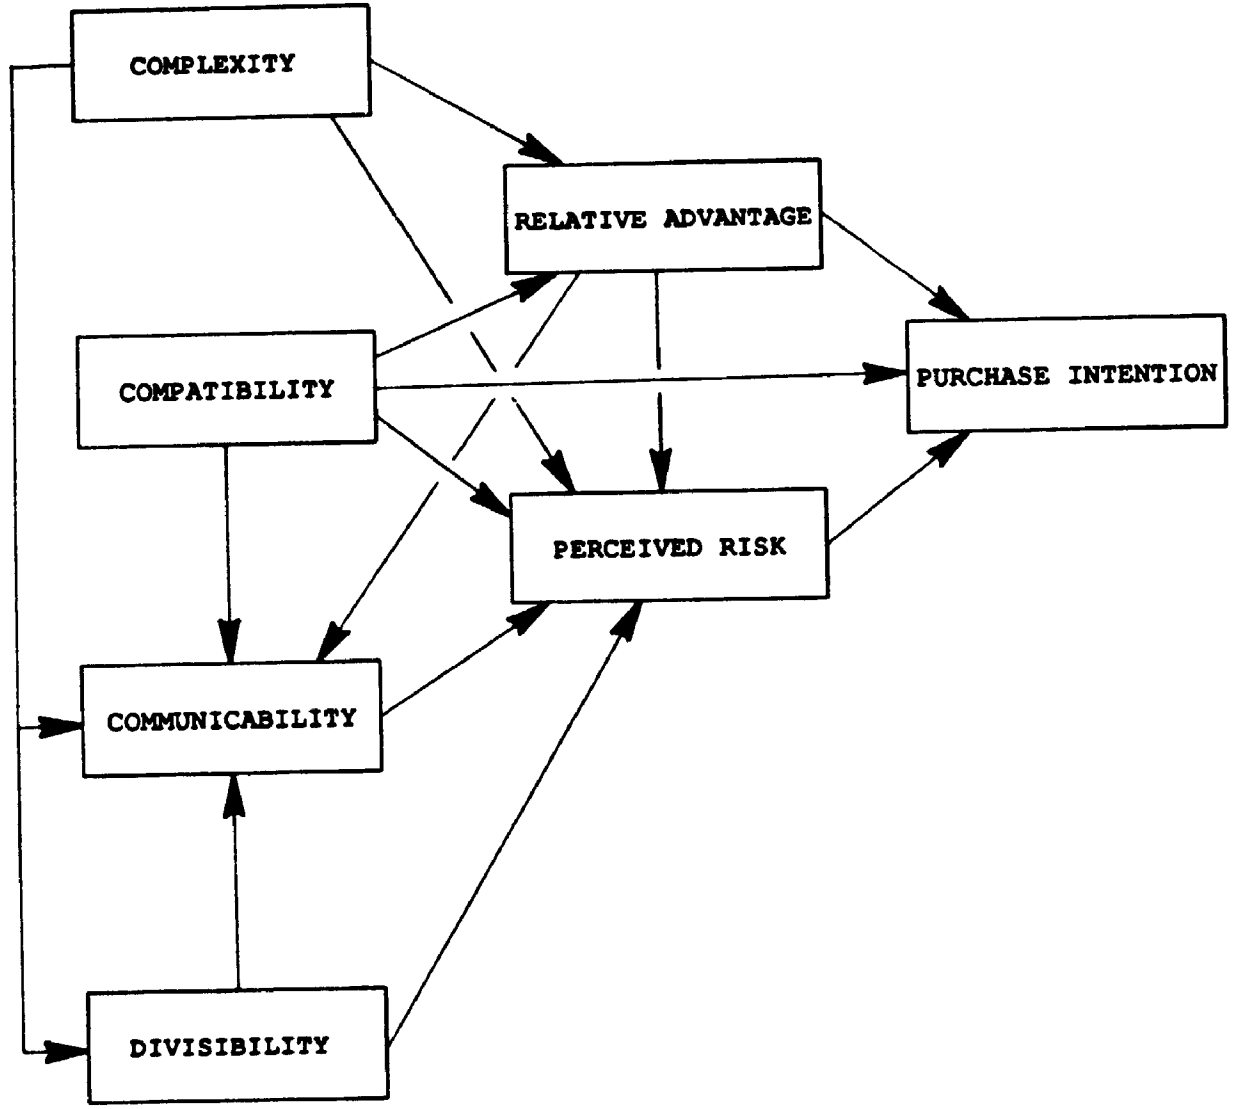 COMPLEXITY
RELATIVE ADVANTAGE
COMPATIBILITY
PURCHASE INTENTION
PERCEIVED RISK
COMMUNICABILITY
DIVISIBILITY